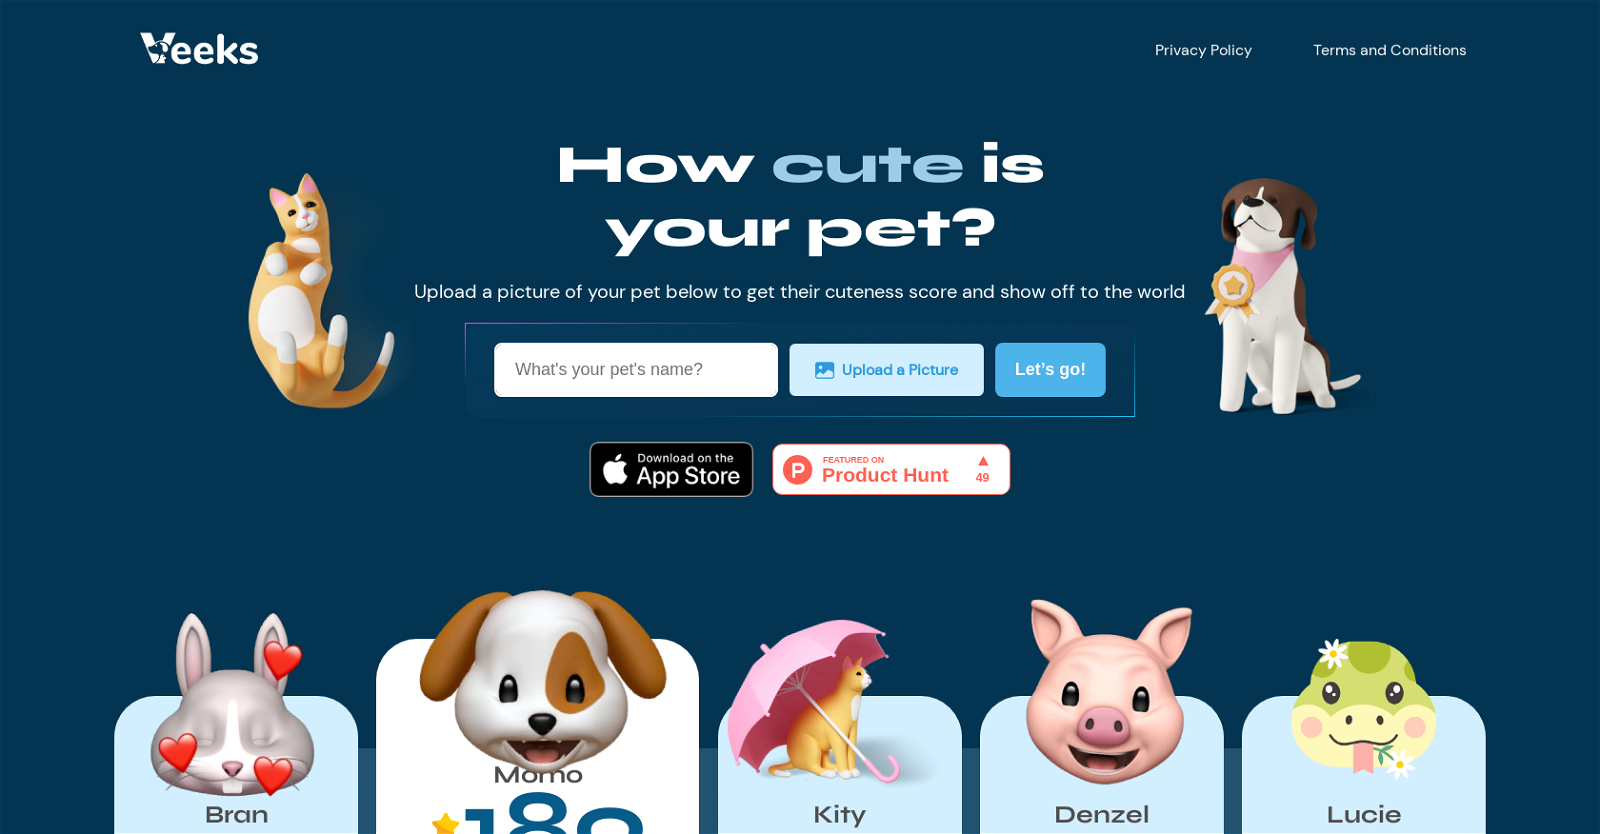 Veeks
Privacy Policy
Terms and Conditions
How cute is
your pet?
Upload a picture of your pet below to get their cuteness score and show off to the world
What's your pet's name?
Upload a Picture
Let's go!
Download on the
App Store
FEATURED ON
Product Hunt
49
Bran
Momo
Kity
Denzel
Lucie